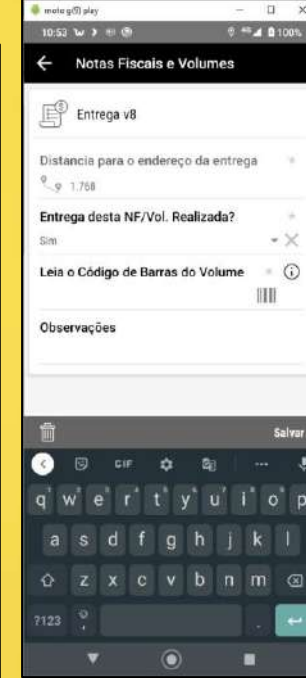 moto g(5) play
10:53
100%
Notas Fiscais e Volumes
Entrega v8
Distancia para o endereço da entrega
1.768
Entrega desta NF/Vol. Realizada?
Sim
Leia o Código de Barras do Volume
Observações
Salvar
GIF
q w e r t y u i o p
a s d f g h j k l
z x c v b n m
?123 , .